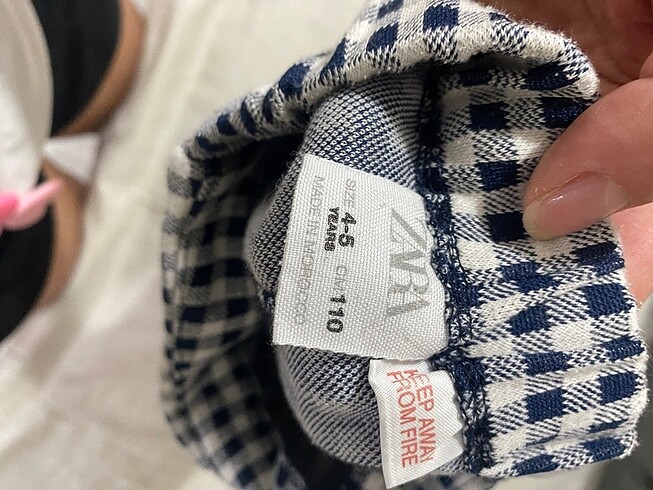 ZARA
SIZE 4-5 CM 110
YEARS
MADE IN MOROCCO
KEEP AWAY
FROM FIRE